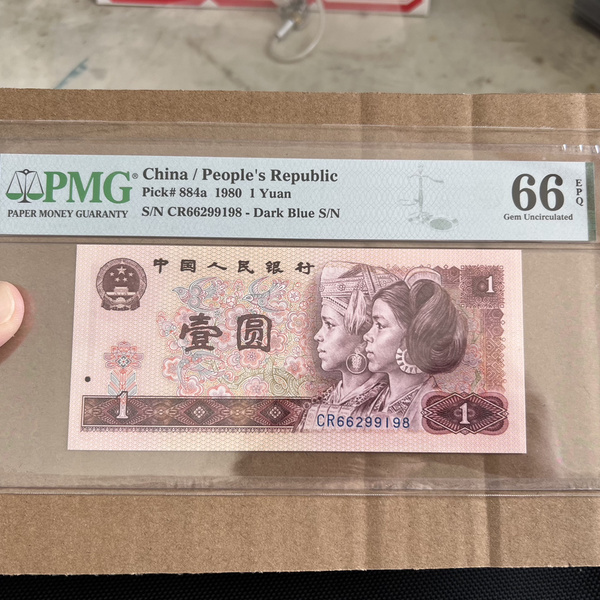 PMG®
PAPER MONEY GUARANTY
China / People's Republic
Pick# 884a 1980 1 Yuan
S/N CR66299198 - Dark Blue S/N
66 EPQ
Gem Uncirculated
中国人民银行
1
壹圆
1
CR66299198
1